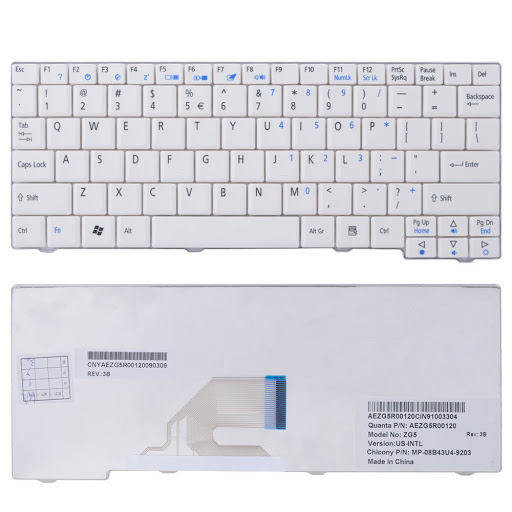 Esc F1 ? F2 F3 F4 Z F5 F6 F7 F8 F9 F10 F11 NumLk F12 Scr Lk PrtSc SysRq Pause Break Ins Del
~ ` ! 1 @ 2 # 3 $ 4 % 5 € ^ 6 & 7 7 * 8 8 ( 9 9 ) 0 / — - + = Backspace
Tab Q W E R T Y U 4 I 5 O 6 P * { [ } ] | \
Caps Lock A S D F G H J 1 K 2 L 3 : ; - " ' Enter
Shift Z X C V B N M 0 < , > . ? / + Shift
Ctrl Fn Alt Alt Gr Ctrl Pg Up Home Pg Dn End
CNYAEZG5R00120090309
REV.:3B
AEZG5R00120CIN91003304
Quanta P/N: AEZG5R00120
Model No: ZG5 Rev: 3B
Version:US-INTL
Chicony P/N: MP-08B43U4-9203
Made in China